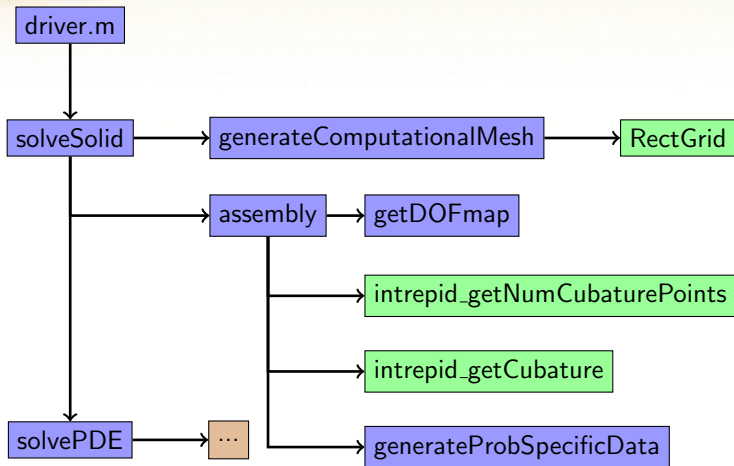 driver.m
solveSolid
generateComputationalMesh
RectGrid
assembly
getDOFmap
intrepid_getNumCubaturePoints
intrepid_getCubature
solvePDE
...
generateProbSpecificData